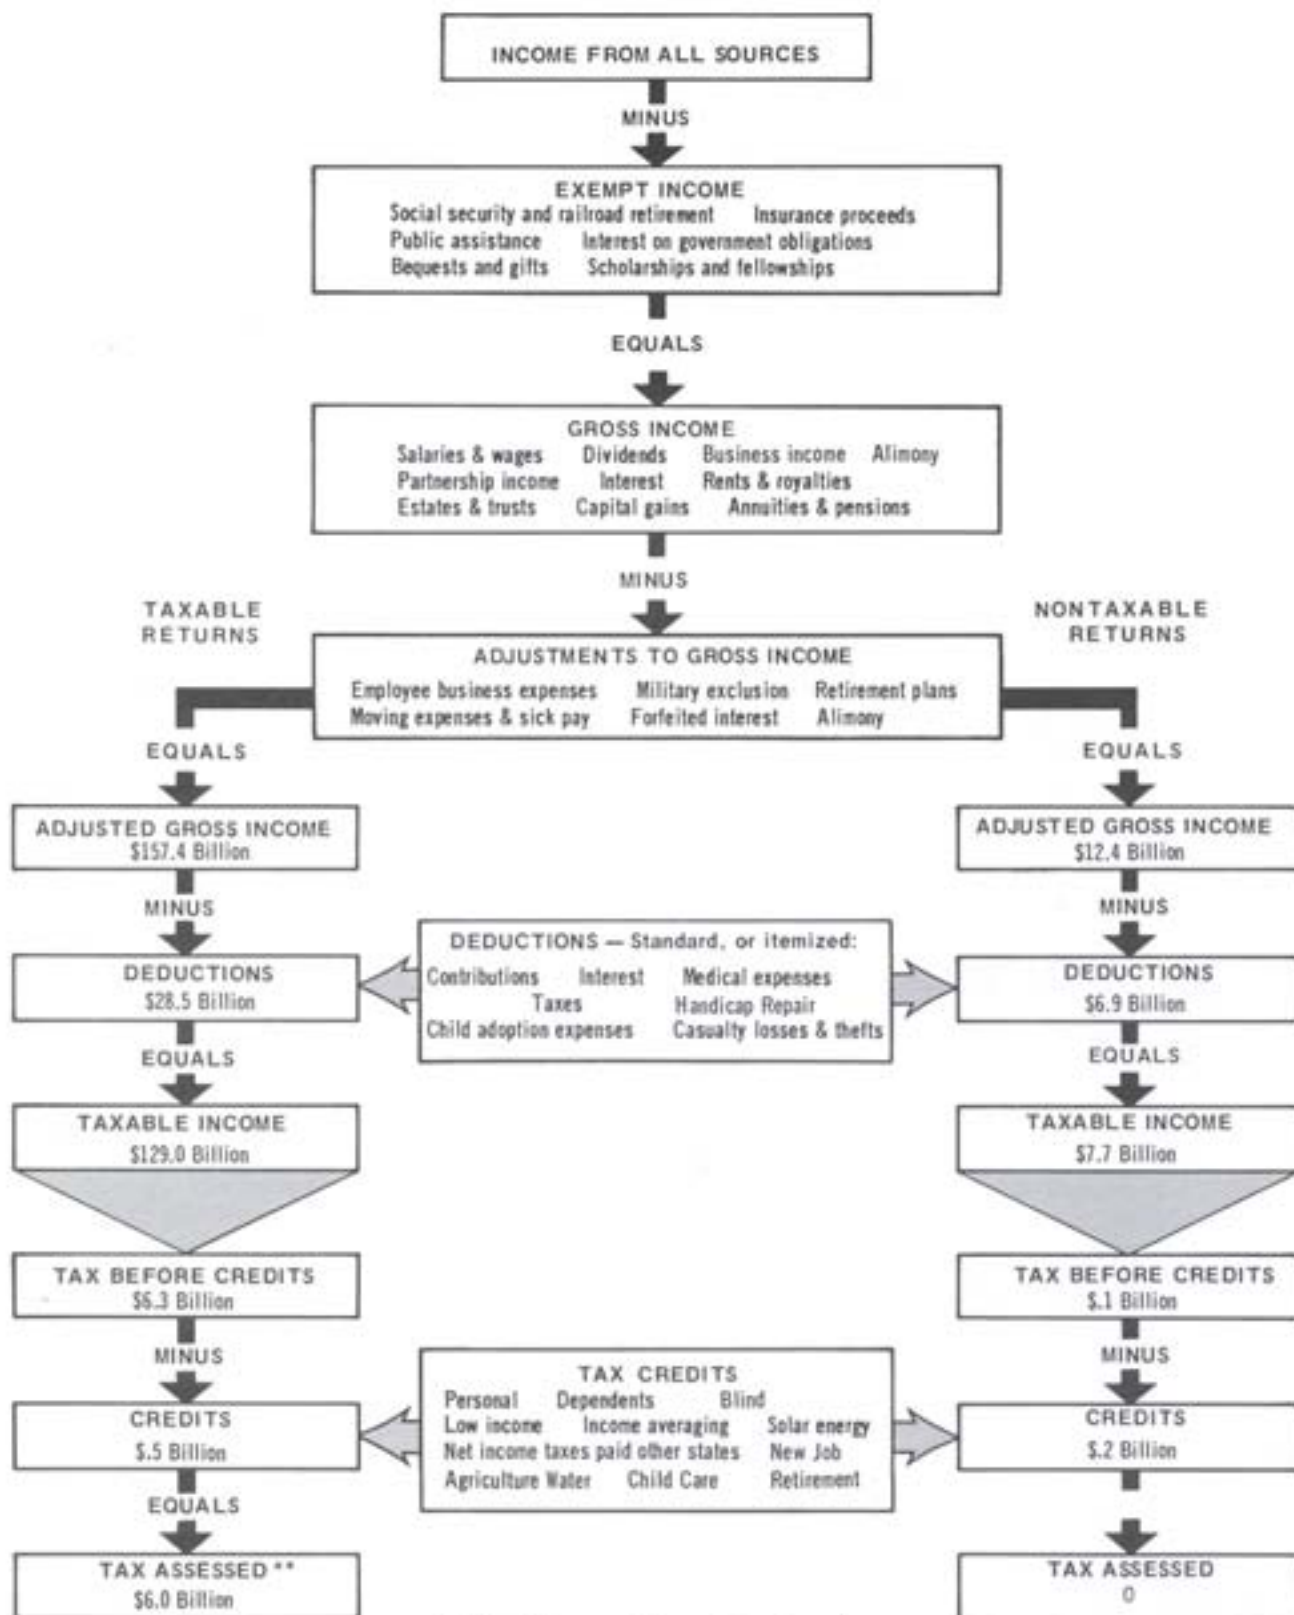 INCOME FROM ALL SOURCES
MINUS
EXEMPT INCOME
Social security and railroad retirement Insurance proceeds
Public assistance Interest on government obligations
Bequests and gifts Scholarships and fellowships
EQUALS
GROSS INCOME
Salaries & wages Dividends Business income Alimony
Partnership income Interest Rents & royalties
Estates & trusts Capital gains Annuities & pensions
MINUS
TAXABLE
RETURNS
NONTAXABLE
RETURNS
ADJUSTMENTS TO GROSS INCOME
Employee business expenses Military exclusion Retirement plans
Moving expenses & sick pay Forfeited interest Alimony
EQUALS
EQUALS
ADJUSTED GROSS INCOME
$157.4 Billion
ADJUSTED GROSS INCOME
$12.4 Billion
MINUS
MINUS
DEDUCTIONS — Standard, or itemized:
Contributions Interest Medical expenses
Taxes Handicap Repair
Child adoption expenses Casualty losses & thefts
DEDUCTIONS
$28.5 Billion
DEDUCTIONS
$6.9 Billion
EQUALS
EQUALS
TAXABLE INCOME
$129.0 Billion
TAXABLE INCOME
$7.7 Billion
TAX BEFORE CREDITS
$6.3 Billion
TAX BEFORE CREDITS
$.1 Billion
MINUS
MINUS
TAX CREDITS
Personal Dependents Blind
Low income Income averaging Solar energy
Net income taxes paid other states New Job
Agriculture Water Child Care Retirement
CREDITS
$.5 Billion
CREDITS
$.2 Billion
EQUALS
TAX ASSESSED **
$6.0 Billion
TAX ASSESSED
0